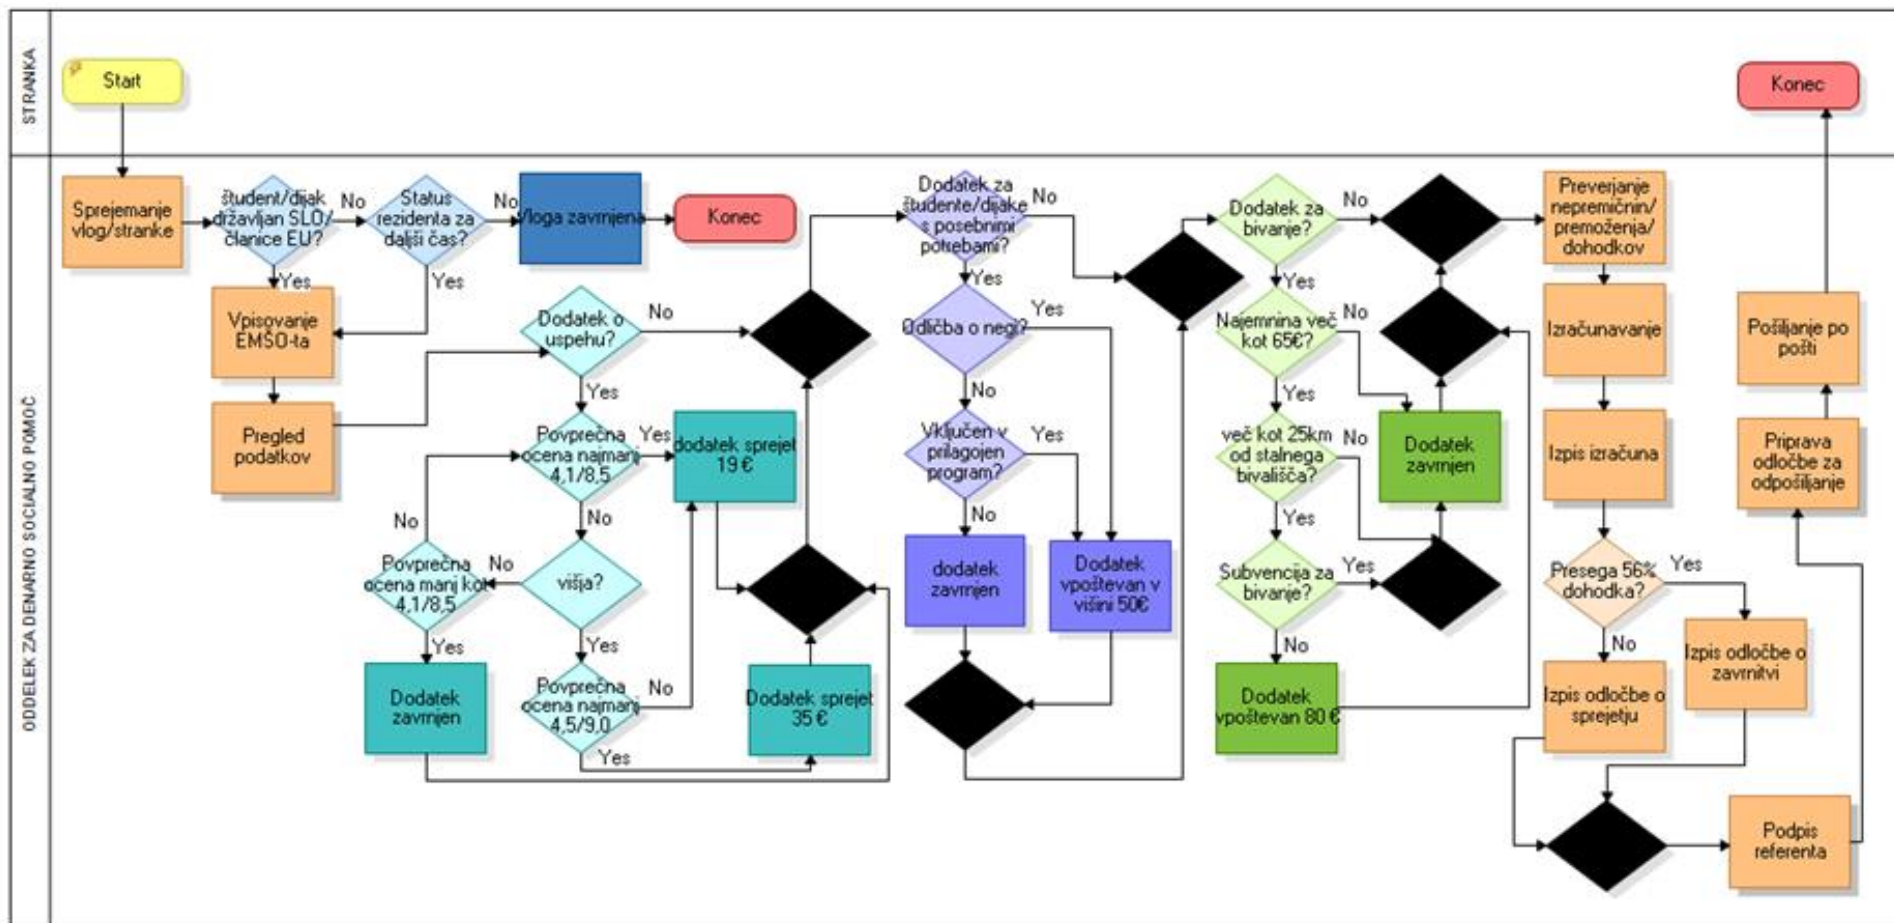 STRANKA
Start
Konec
ODDELEK ZA DENARNO SOCIALNO POMOČ
Sprejemanje
vlog/stranke
študent/dijak
državljan SLO/
članice EU?
No
Yes
Status
rezidenta za
daljši čas?
No
Yes
Vloga zavrnjena
Konec
Vpisovanje
EMŠO-ta
Pregled
podatkov
Dodatek o
uspehu?
No
Yes
Povprečna
ocena najmanj
4,1/8,5
Yes
No
dodatek sprejet
19 €
višja?
No
Yes
Povprečna
ocena manj kot
4,1/8,5
No
Yes
Dodatek
zavrnjen
Povprečna
ocena najmanj
4,5/9,0
No
Yes
Dodatek sprejet
35 €
Dodatek za
študente/dijake
s posebnimi
potrebami?
No
Yes
Odličba o negi?
Yes
No
Vključen v
prilagojen
program?
Yes
No
dodatek
zavrnjen
Dodatek
vpoštevan v
višini 50€
Dodatek za
bivanje?
No
Yes
Najemnina več
kot 65€?
No
Yes
več kot 25km
od stalnega
bivališča?
No
Yes
Subvencija za
bivanje?
Yes
No
Dodatek
zavrnjen
Dodatek
vpoštevan 80 €
Preverjanje
nepremičnin/
premoženja/
dohodkov
Izračunavanje
Izpis izračuna
Presega 56%
dohodka?
Yes
No
Izpis odločbe o
zavrnitvi
Izpis odločbe o
sprejetju
Podpis
referenta
Priprava
odločbe za
odpošiljanje
Pošiljanje po
pošti